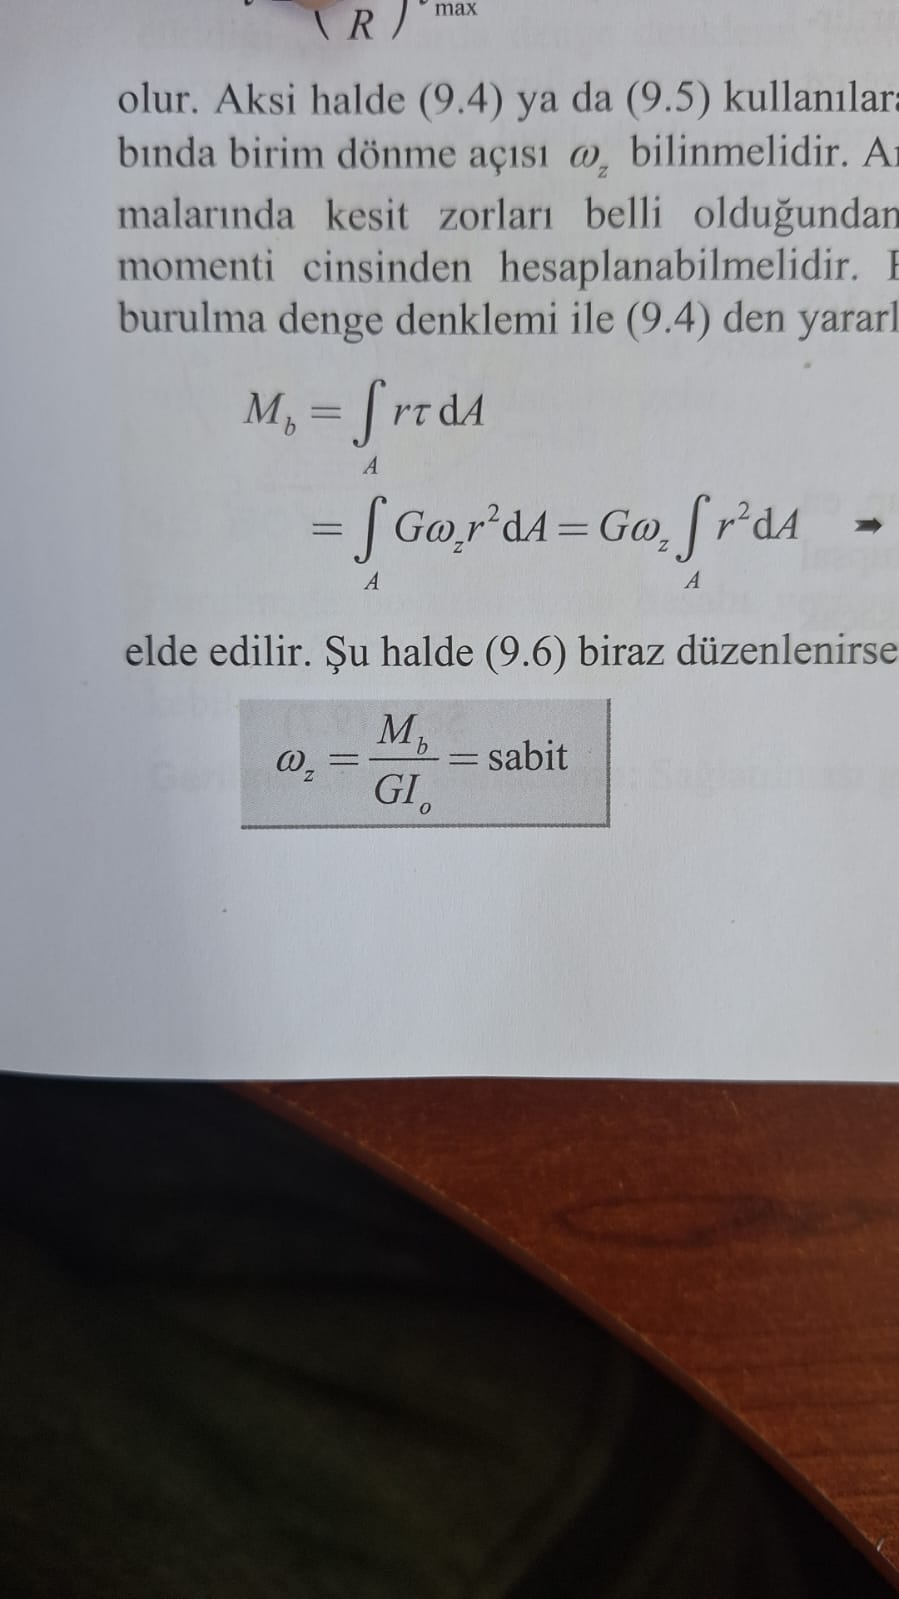 ( R ) max
olur. Aksi halde (9.4) ya da (9.5) kullanılar
bında birim dönme açısı ω_z bilinmelidir.
malarında kesit zorları belli olduğundan
momenti cinsinden hesaplanabilmelidir.
burulma denge denklemi ile (9.4) den yararl
M_b = ∫_A rτ dA
= ∫_A Gω_z r² dA = Gω_z ∫_A r² dA ➡
elde edilir. Şu halde (9.6) biraz düzenlenirse
ω_z = M_b / GI_o = sabit